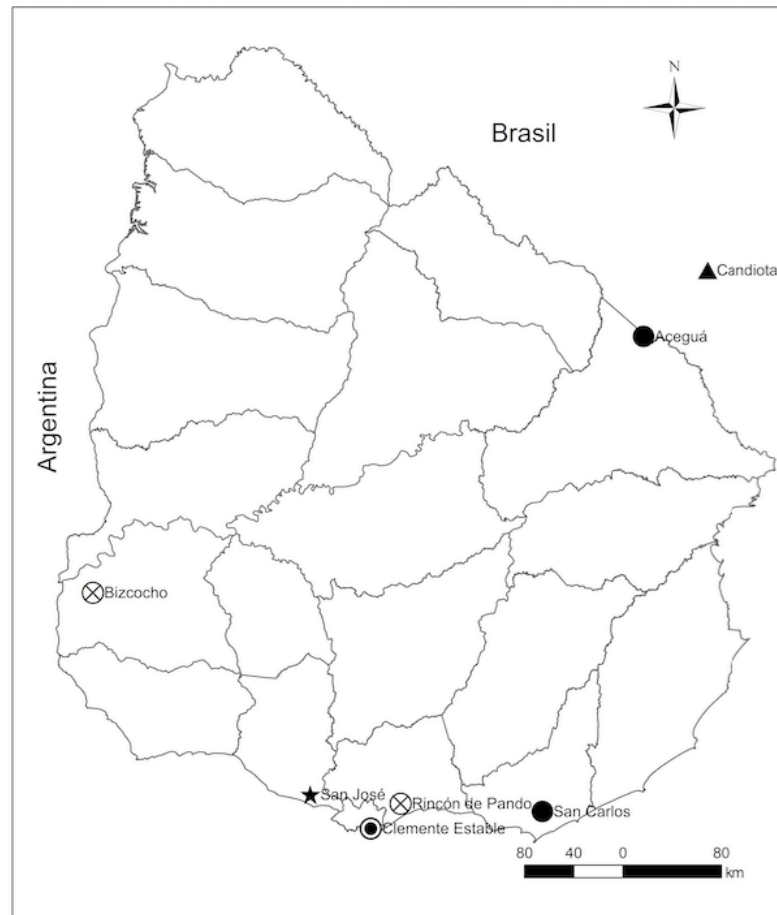 N
Brasil
Candiota
Aceguá
Argentina
Bizcocho
San José
Rincón de Pando
San Carlos
Clemente Estable
80 40 0 80
km